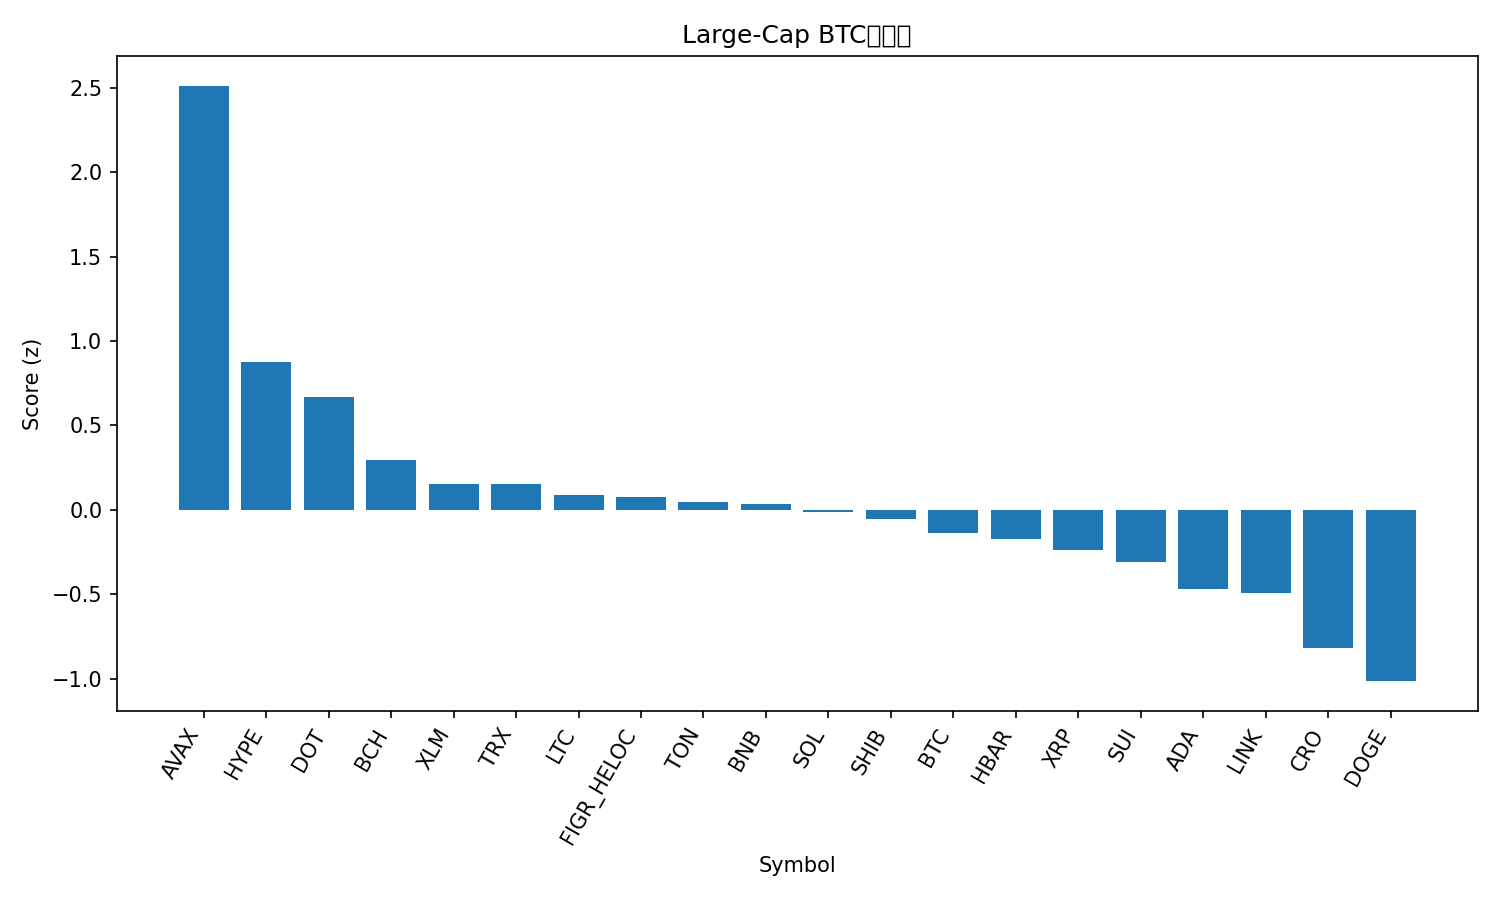 Large-Cap BTC
Score (z)
2.5
2.0
1.5
1.0
0.5
0.0
−0.5
−1.0
AVAX
HYPE
DOT
BCH
XLM
TRX
LTC
FIGR_HELOC
TON
BNB
SOL
SHIB
BTC
HBAR
XRP
SUI
ADA
LINK
CRO
DOGE
Symbol